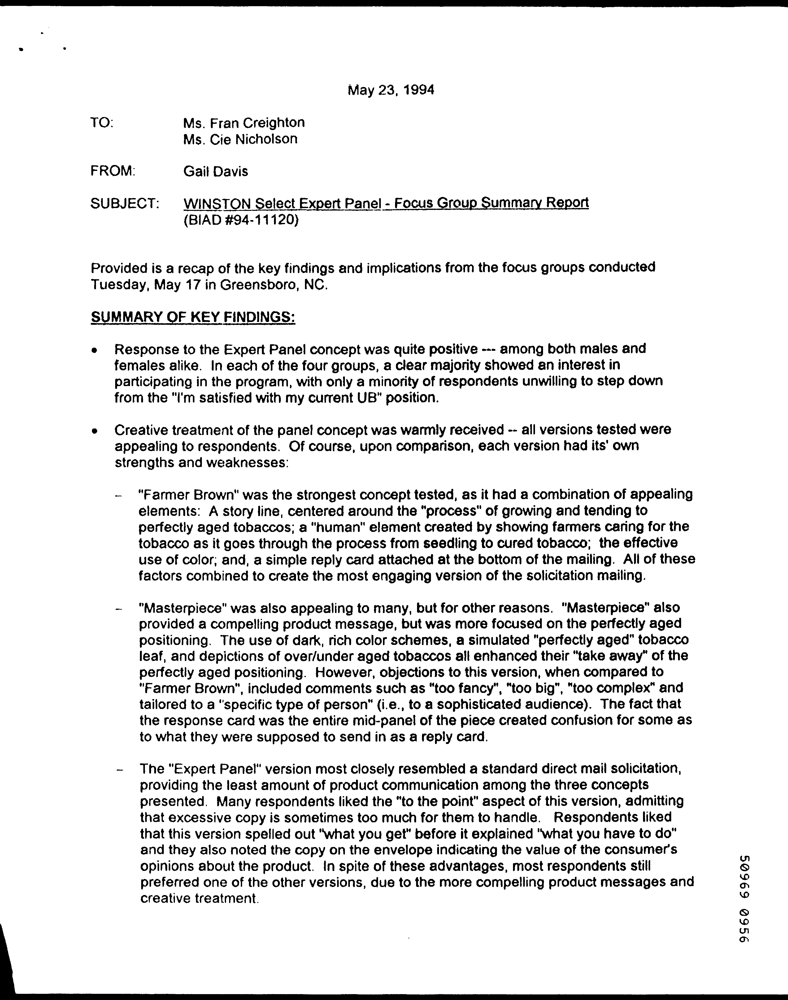 May 23, 1994
TO: Ms. Fran Creighton
Ms. Cie Nicholson
FROM: Gail Davis
SUBJECT: WINSTON Select Expert Panel - Focus Group Summary Report
(BIAD #94-11120)
Provided is a recap of the key findings and implications from the focus groups conducted
Tuesday, May 17 in Greensboro, NC.
SUMMARY OF KEY FINDINGS:
• Response to the Expert Panel concept was quite positive --- among both males and
females alike. In each of the four groups, a clear majority showed an interest in
participating in the program, with only a minority of respondents unwilling to step down
from the "I'm satisfied with my current UB" position.
• Creative treatment of the panel concept was warmly received -- all versions tested were
appealing to respondents. Of course, upon comparison, each version had its' own
strengths and weaknesses:
– "Farmer Brown" was the strongest concept tested, as it had a combination of appealing
elements: A story line, centered around the "process" of growing and tending to
perfectly aged tobaccos; a "human" element created by showing farmers caring for the
tobacco as it goes through the process from seedling to cured tobacco; the effective
use of color; and, a simple reply card attached at the bottom of the mailing. All of these
factors combined to create the most engaging version of the solicitation mailing.
– "Masterpiece" was also appealing to many, but for other reasons. "Masterpiece" also
provided a compelling product message, but was more focused on the perfectly aged
positioning. The use of dark, rich color schemes, a simulated "perfectly aged" tobacco
leaf, and depictions of over/under aged tobaccos all enhanced their "take away" of the
perfectly aged positioning. However, objections to this version, when compared to
"Farmer Brown", included comments such as "too fancy", "too big", "too complex" and
tailored to a "specific type of person" (i.e., to a sophisticated audience). The fact that
the response card was the entire mid-panel of the piece created confusion for some as
to what they were supposed to send in as a reply card.
– The "Expert Panel" version most closely resembled a standard direct mail solicitation,
providing the least amount of product communication among the three concepts
presented. Many respondents liked the "to the point" aspect of this version, admitting
that excessive copy is sometimes too much for them to handle. Respondents liked
that this version spelled out "what you get" before it explained "what you have to do"
and they also noted the copy on the envelope indicating the value of the consumer's
opinions about the product. In spite of these advantages, most respondents still
preferred one of the other versions, due to the more compelling product messages and
creative treatment.
50969 0956